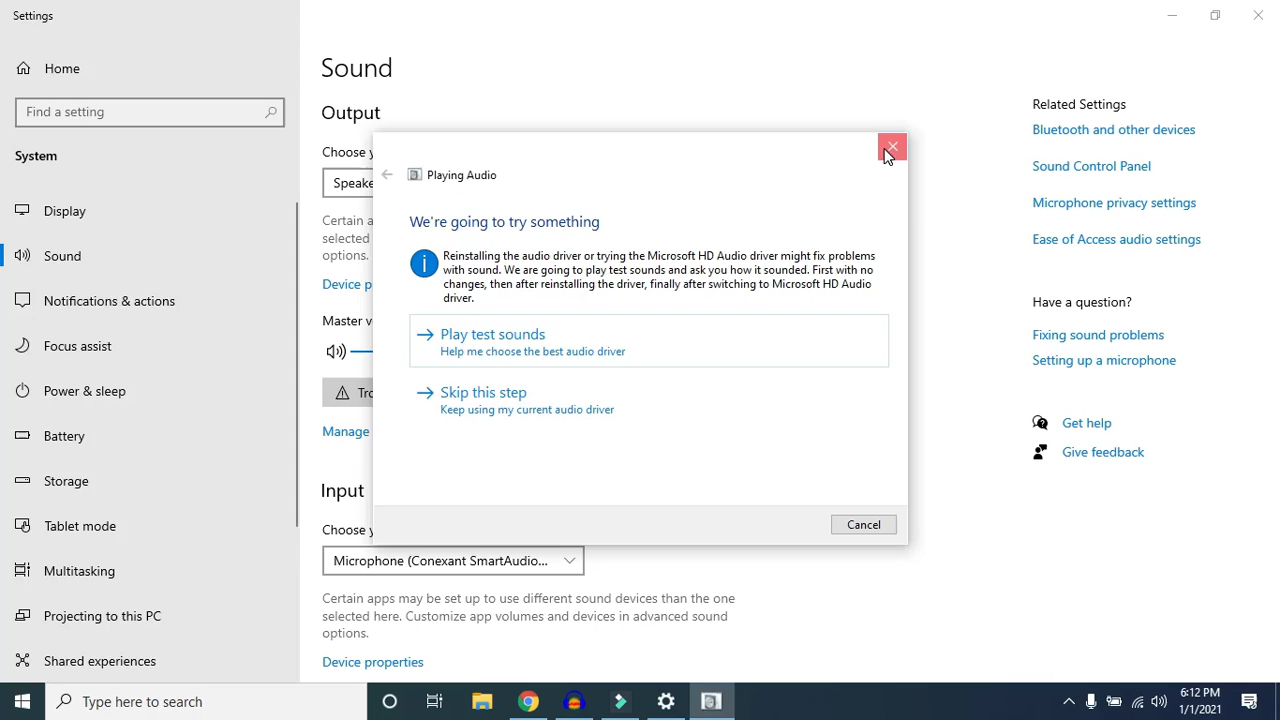 Settings
Home
Find a setting
System
Display
Sound
Notifications & actions
Focus assist
Power & sleep
Battery
Storage
Tablet mode
Multitasking
Projecting to this PC
Shared experiences
Sound
Output
Choose y
Speake
Certain a
selected
options.
Device p
Master v
Tro
Manage
Playing Audio
We're going to try something
Reinstalling the audio driver or trying the Microsoft HD Audio driver might fix problems
with sound. We are going to play test sounds and ask you how it sounded. First with no
changes, then after reinstalling the driver, finally after switching to Microsoft HD Audio
driver.
Play test sounds
Help me choose the best audio driver
Skip this step
Keep using my current audio driver
Cancel
Input
Choose y
Microphone (Conexant SmartAudio...
Certain apps may be set up to use different sound devices than the one
selected here. Customize app volumes and devices in advanced sound
options.
Device properties
Related Settings
Bluetooth and other devices
Sound Control Panel
Microphone privacy settings
Ease of Access audio settings
Have a question?
Fixing sound problems
Setting up a microphone
Get help
Give feedback
Type here to search
6:12 PM
1/1/2021